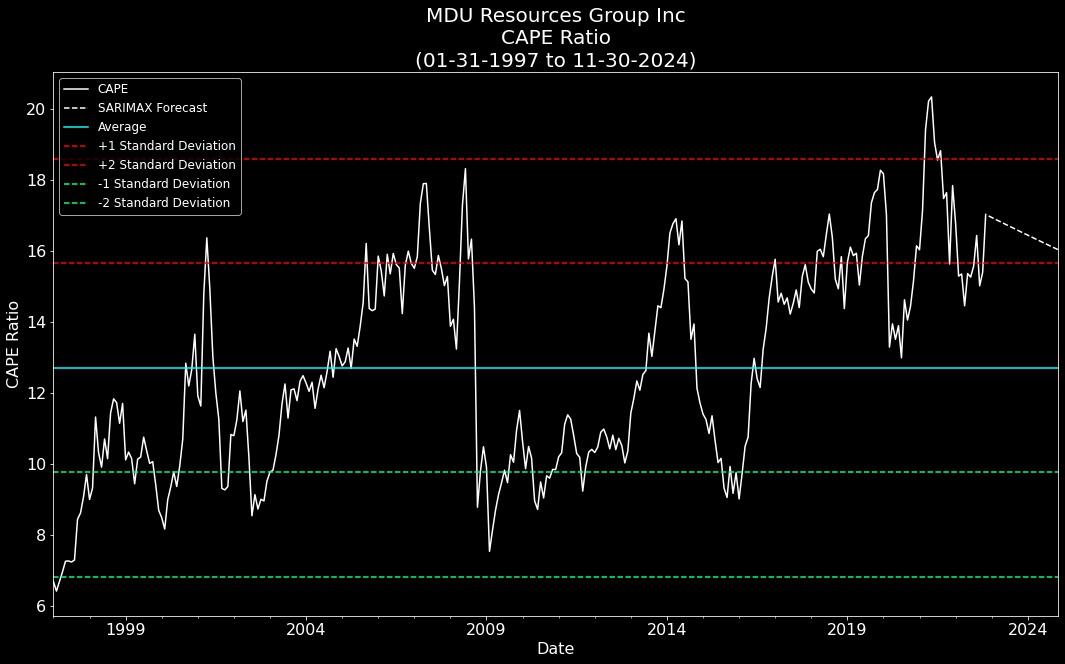 MDU Resources Group Inc
CAPE Ratio
(01-31-1997 to 11-30-2024)
CAPE
SARIMAX Forecast
Average
+1 Standard Deviation
+2 Standard Deviation
-1 Standard Deviation
-2 Standard Deviation
20
18
16
14
12
10
8
6
CAPE Ratio
1999 2004 2009 2014 2019 2024
Date